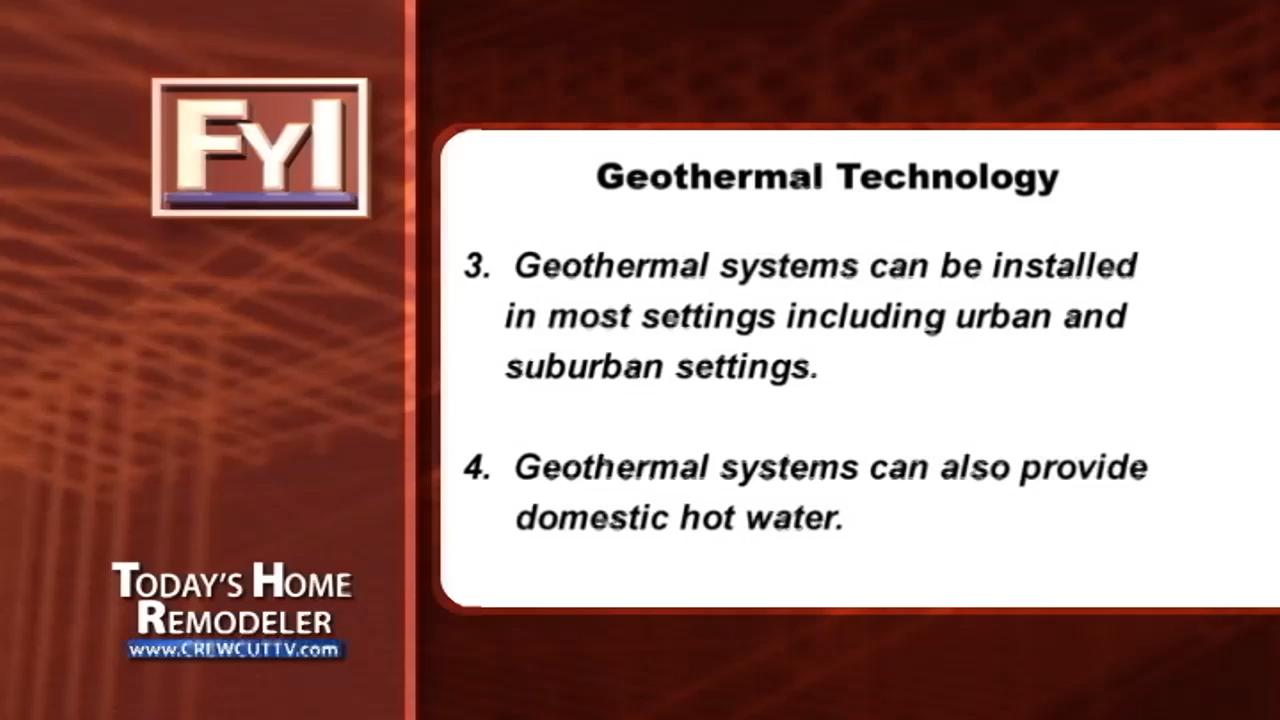 FYI
Geothermal Technology
3. Geothermal systems can be installed
in most settings including urban and
suburban settings.
4. Geothermal systems can also provide
domestic hot water.
TODAY'S HOME
REMODELER
www.CREWCUTTV.com